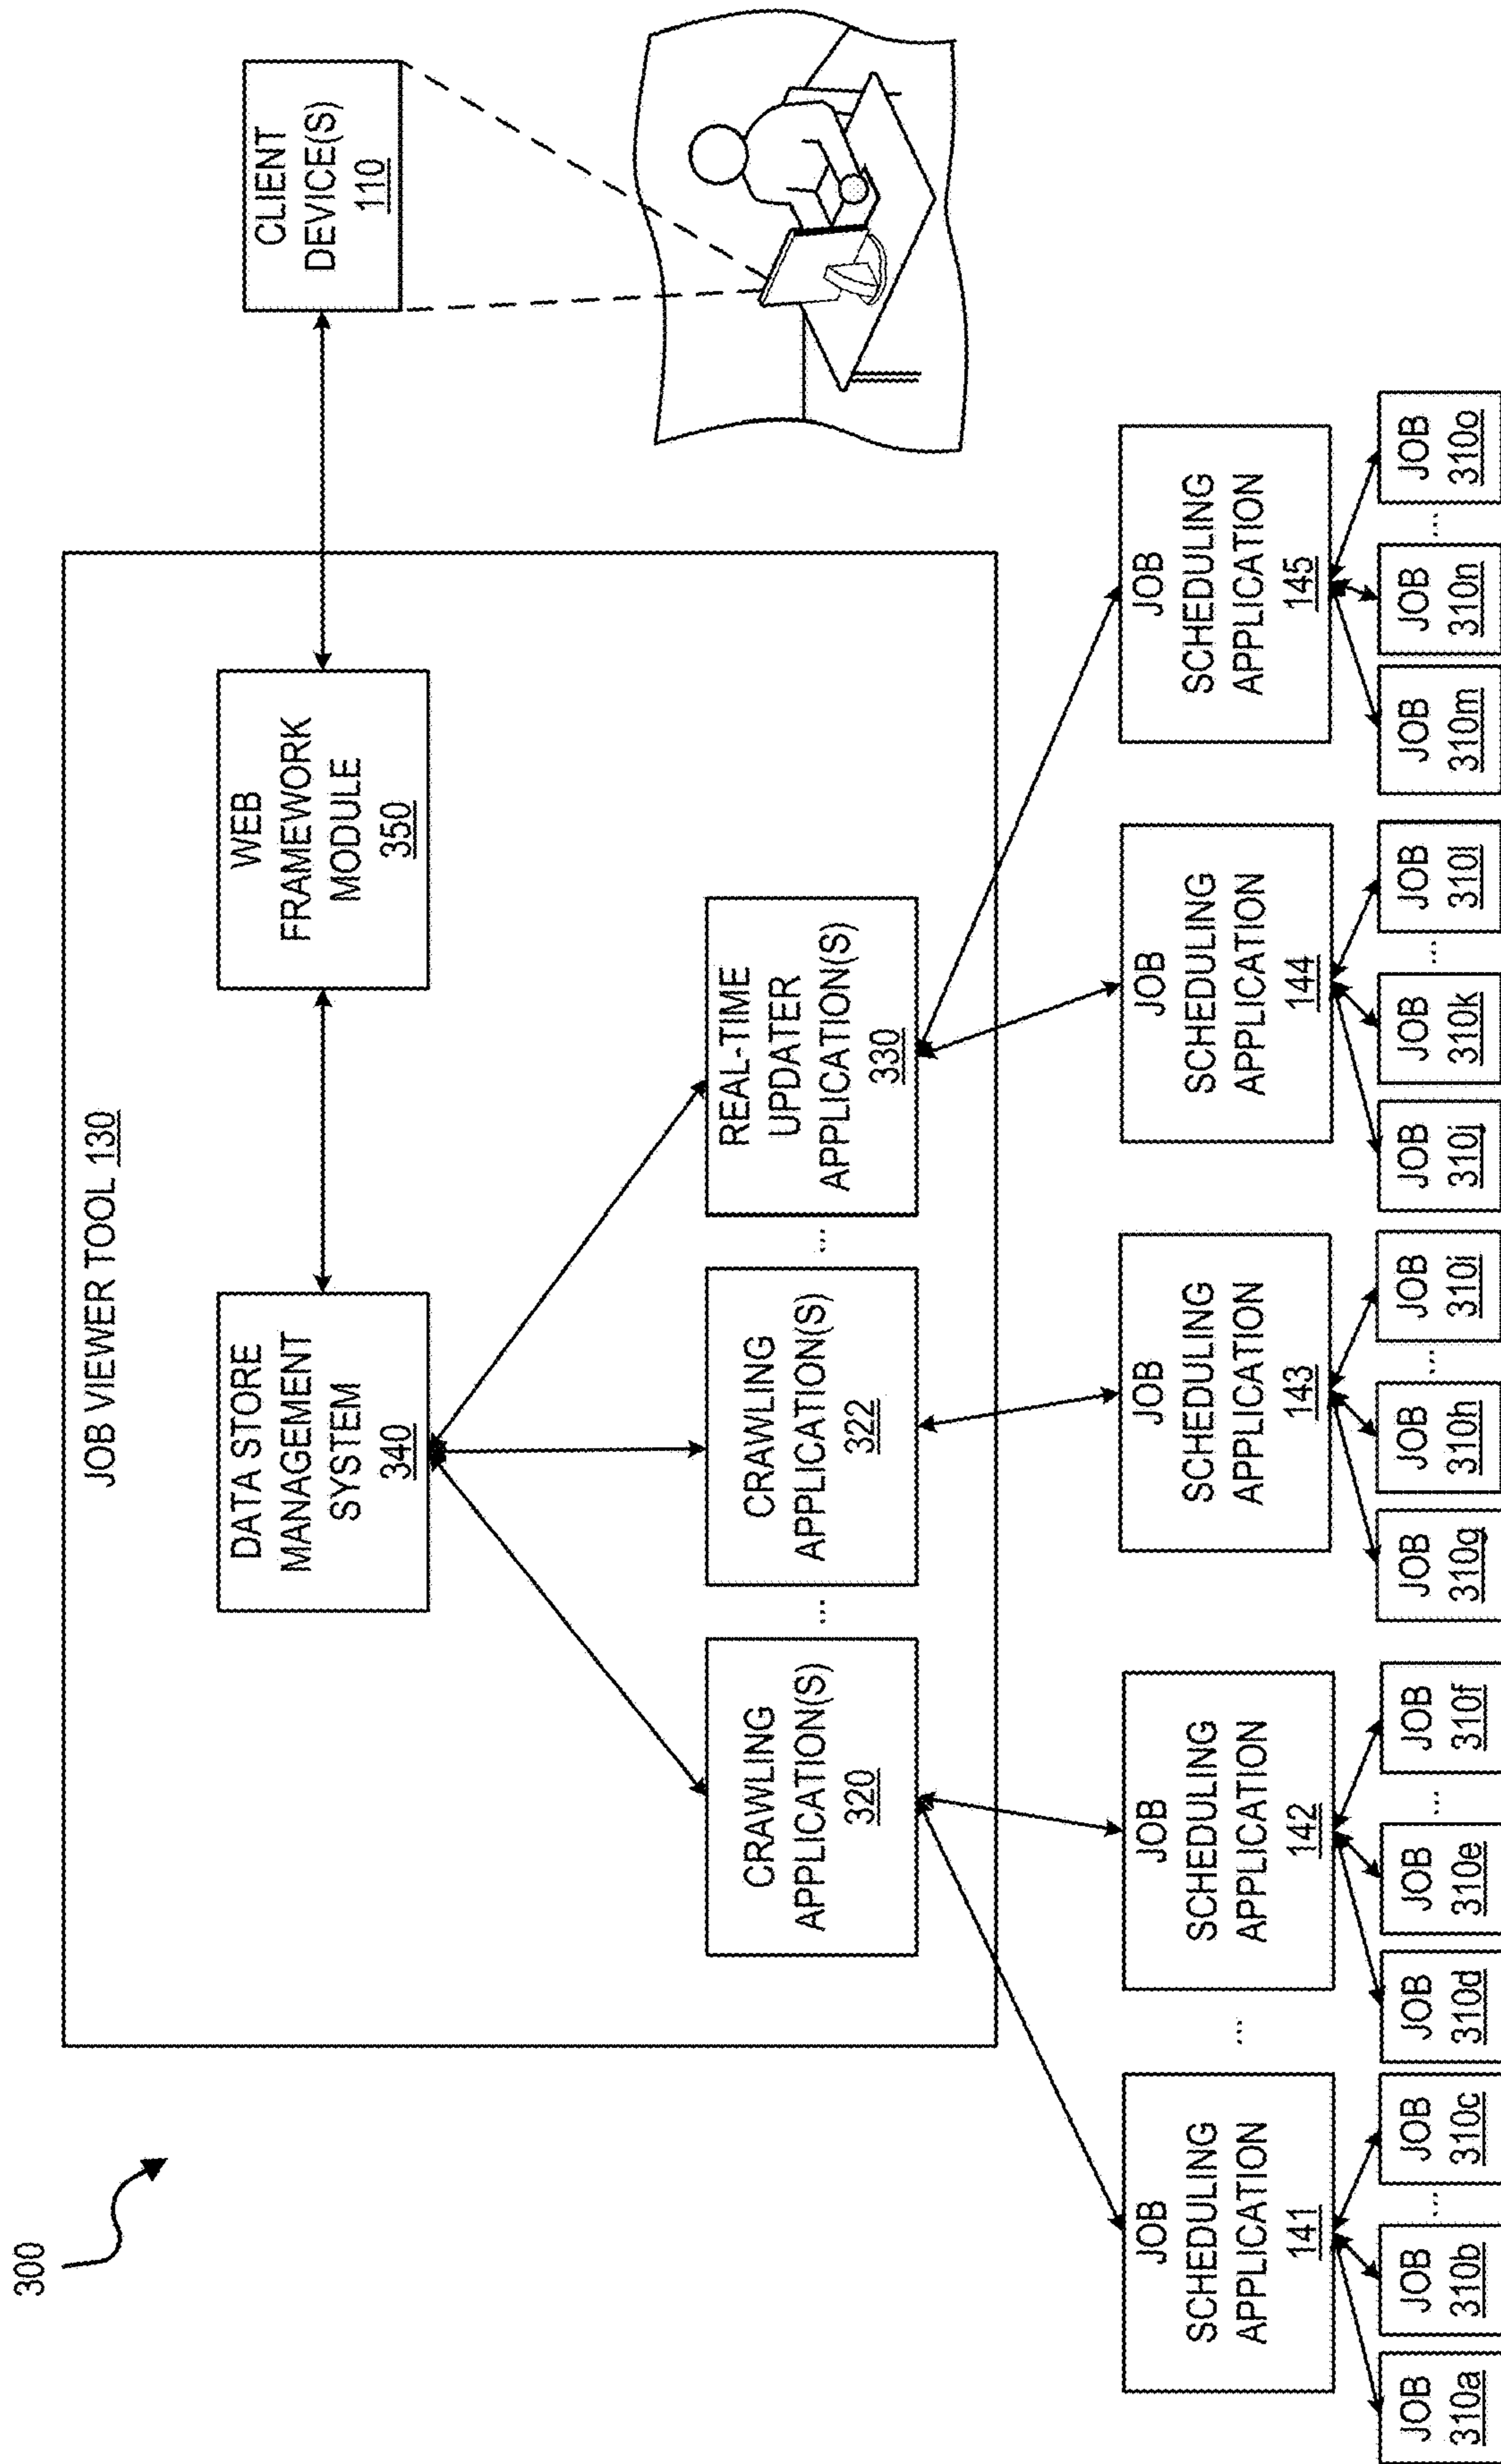 300
JOB VIEWER TOOL 130
DATA STORE
MANAGEMENT
SYSTEM
340
WEB
FRAMEWORK
MODULE
350
CLIENT
DEVICE(S)
110
CRAWLING
APPLICATION(S)
320
...
CRAWLING
APPLICATION(S)
322
...
REAL-TIME
UPDATER
APPLICATION(S)
330
JOB
SCHEDULING
APPLICATION
141
...
JOB
SCHEDULING
APPLICATION
142
JOB
SCHEDULING
APPLICATION
143
JOB
SCHEDULING
APPLICATION
144
JOB
SCHEDULING
APPLICATION
145
JOB
310a
JOB
310b
...
JOB
310c
JOB
310d
JOB
310e
...
JOB
310f
JOB
310g
JOB
310h
...
JOB
310i
JOB
310j
JOB
310k
...
JOB
310l
JOB
310m
JOB
310n
...
JOB
310o